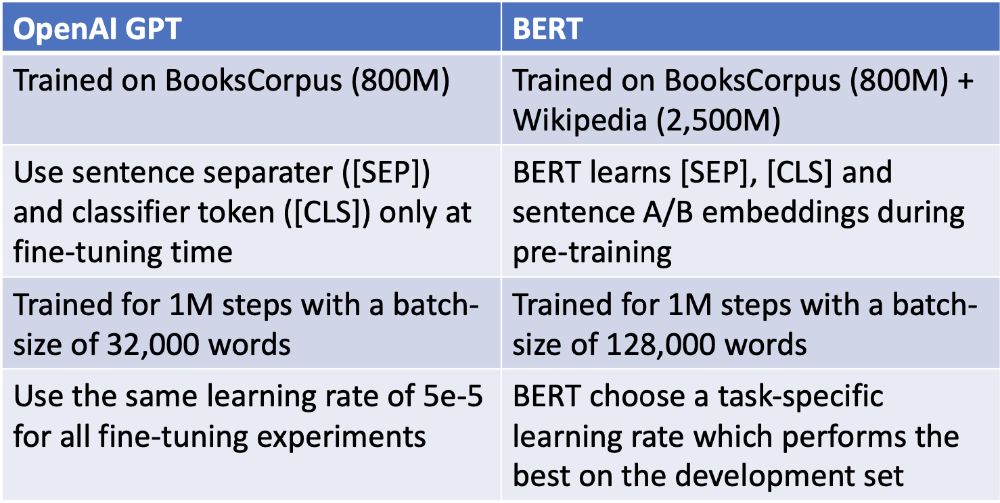 OpenAI GPT
BERT
Trained on BooksCorpus (800M)
Trained on BooksCorpus (800M) +
Wikipedia (2,500M)
Use sentence separater ([SEP])
and classifier token ([CLS]) only at
fine-tuning time
BERT learns [SEP], [CLS] and
sentence A/B embeddings during
pre-training
Trained for 1M steps with a batch-
size of 32,000 words
Trained for 1M steps with a batch-
size of 128,000 words
Use the same learning rate of 5e-5
for all fine-tuning experiments
BERT choose a task-specific
learning rate which performs the
best on the development set